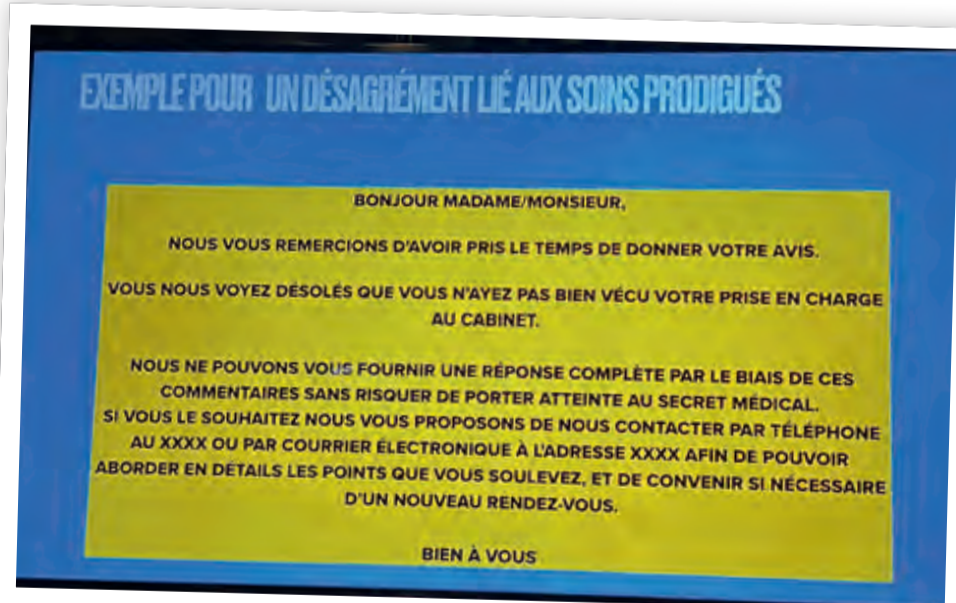 EXEMPLE POUR UN DÉSAGRÉMENT LIÉ AUX SOINS PRODIGUÉS
BONJOUR MADAME/MONSIEUR,
NOUS VOUS REMERCIONS D'AVOIR PRIS LE TEMPS DE DONNER VOTRE AVIS.
VOUS NOUS VOYEZ DÉSOLÉS QUE VOUS N'AYEZ PAS BIEN VÉCU VOTRE PRISE EN CHARGE
AU CABINET.
NOUS NE POUVONS VOUS FOURNIR UNE RÉPONSE COMPLÈTE PAR LE BIAIS DE CES
COMMENTAIRES SANS RISQUER DE PORTER ATTEINTE AU SECRET MÉDICAL.
SI VOUS LE SOUHAITEZ NOUS VOUS PROPOSONS DE NOUS CONTACTER PAR TÉLÉPHONE
AU XXXX OU PAR COURRIER ÉLECTRONIQUE À L'ADRESSE XXXX AFIN DE POUVOIR
ABORDER EN DÉTAILS LES POINTS QUE VOUS SOULEVEZ, ET DE CONVENIR SI NÉCESSAIRE
D'UN NOUVEAU RENDEZ-VOUS.
BIEN À VOUS